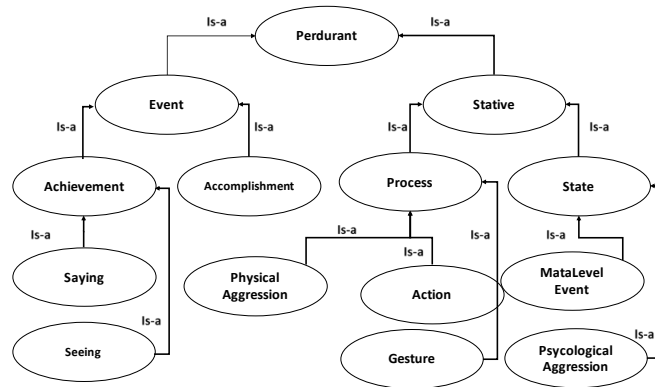 Is-a
Is-a
Perdurant
Event
Stative
Is-a
Is-a
Is-a
Is-a
Achievement
Accomplishment
Process
State
Is-a
Is-a
Is-a
Is-a
Is-a
Saying
Physical
Aggression
Action
MataLevel
Event
Is-a
Is-a
Seeing
Gesture
Psycological
Aggression